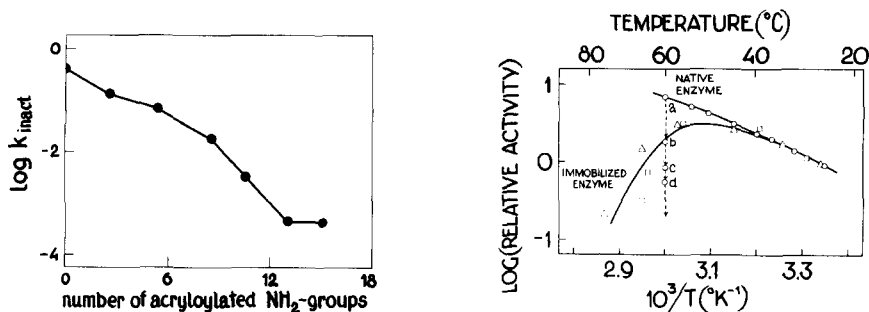 0
-2
-4
log k inact
0 6 12 18
number of acryloylated NH2-groups
TEMPERATURE(°C)
80 60 40 20
NATIVE
ENZYME
a
b
c
d
IMMOBILIZED
ENZYME
1
0
-1
LOG(RELATIVE ACTIVITY)
2.9 3.1 3.3
10³/T(°K⁻¹)